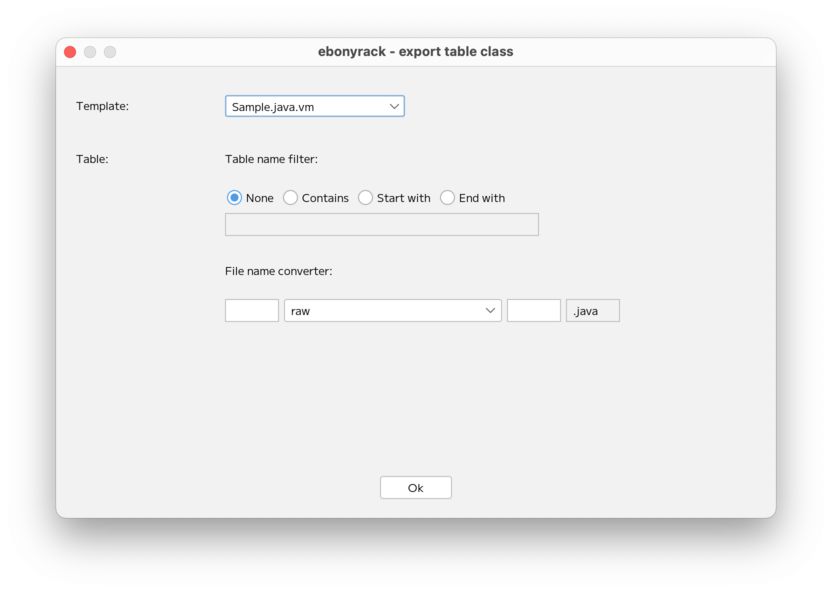 ebonyrack - export table class
Template: Sample.java.vm
Table: Table name filter:
None Contains Start with End with
File name converter:
raw .java
Ok